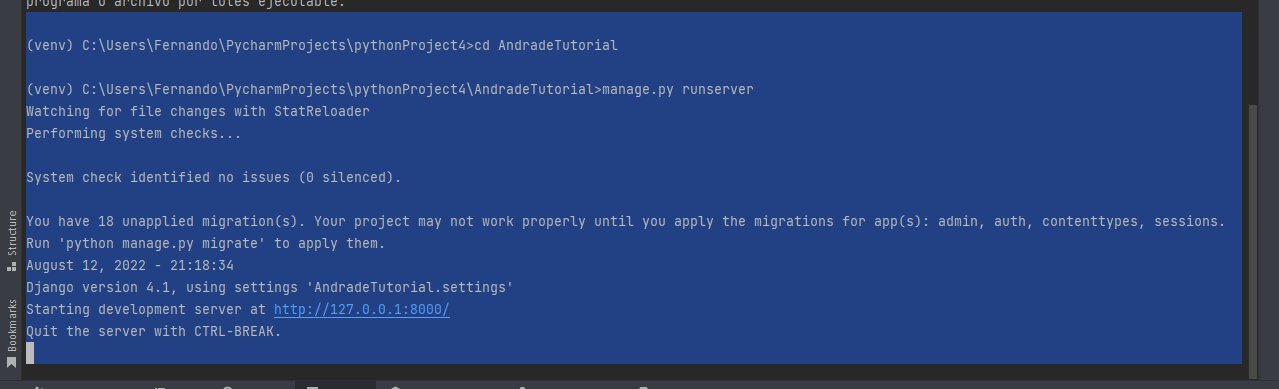 programa o archivo por lotes ejecutable.
(venv) C:\Users\Fernando\PycharmProjects\pythonProject4>cd AndradeTutorial
(venv) C:\Users\Fernando\PycharmProjects\pythonProject4\AndradeTutorial>manage.py runserver
Watching for file changes with StatReloader
Performing system checks...
System check identified no issues (0 silenced).
You have 18 unapplied migration(s). Your project may not work properly until you apply the migrations for app(s): admin, auth, contenttypes, sessions.
Run 'python manage.py migrate' to apply them.
August 12, 2022 - 21:18:34
Django version 4.1, using settings 'AndradeTutorial.settings'
Starting development server at http://127.0.0.1:8000/
Quit the server with CTRL-BREAK.
Structure
Bookmarks